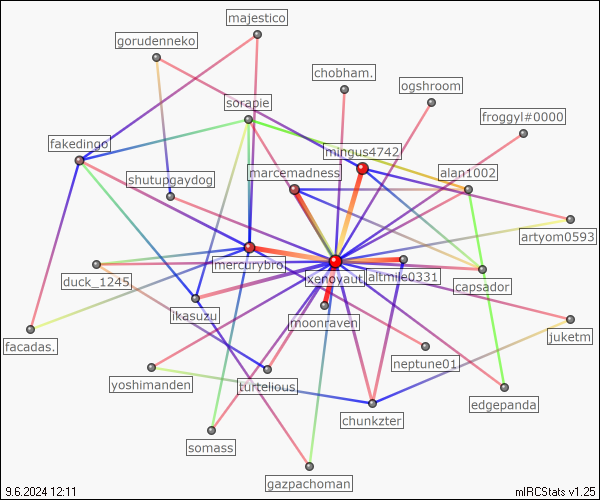 majestico
gorudenneko
chobham.
ogshroom
sorapie
froggyl#0000
fakedingo
mingus4742
marcemadness
alan1002
shutupgaydog
artyom0593
mercurybro
xenoyaut
altmile0331
duck_1245
capsador
ikasuzu
moonraven
facadas.
juketm
neptune01
yoshimanden
turtelious
edgepanda
chunkzter
somass
gazpachoman
9.6.2024 12:11
mIRCStats v1.25